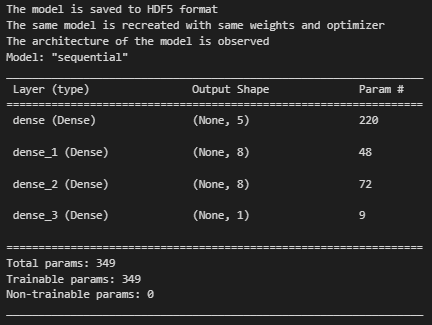 The model is saved to HDF5 format
The same model is recreated with same weights and optimizer
The architecture of the model is observed
Model: "sequential"
_________________________________________________________________
Layer (type) Output Shape Param #
=================================================================
dense (Dense) (None, 5) 220
dense_1 (Dense) (None, 8) 48
dense_2 (Dense) (None, 8) 72
dense_3 (Dense) (None, 1) 9
=================================================================
Total params: 349
Trainable params: 349
Non-trainable params: 0
_________________________________________________________________